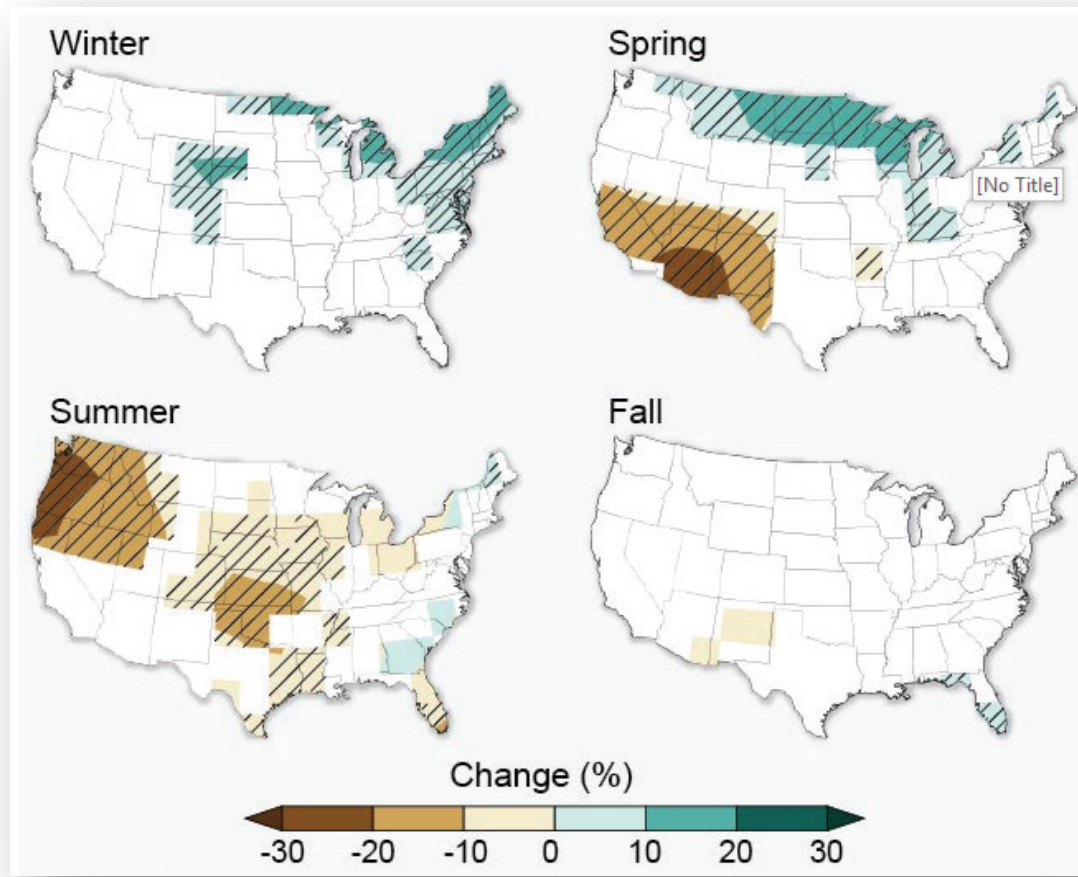 Winter
Spring
[No Title]
Summer
Fall
Change (%)
-30 -20 -10 0 10 20 30